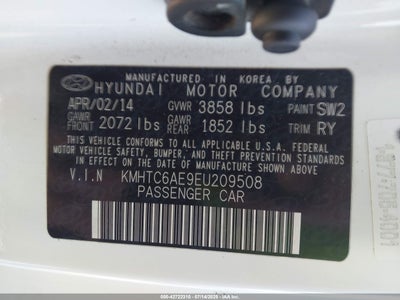 MANUFACTURED IN KOREA BY
HYUNDAI MOTOR COMPANY
APR/02/14 GVWR 3858 lbs PAINT SW2
GAWR FRONT 2072 lbs GAWR REAR 1852 lbs TRIM RY
THIS VEHICLE CONFORMS TO ALL APPLICABLE
FEDERAL MOTOR VEHICLE SAFETY, BUMPER,
AND THEFT PREVENTION STANDARDS IN
EFFECT ON THE DATE OF MANUFACTURE
SHOWN ABOVE.
V.I.N KMHTC6AE9EU209508
PASSENGER CAR